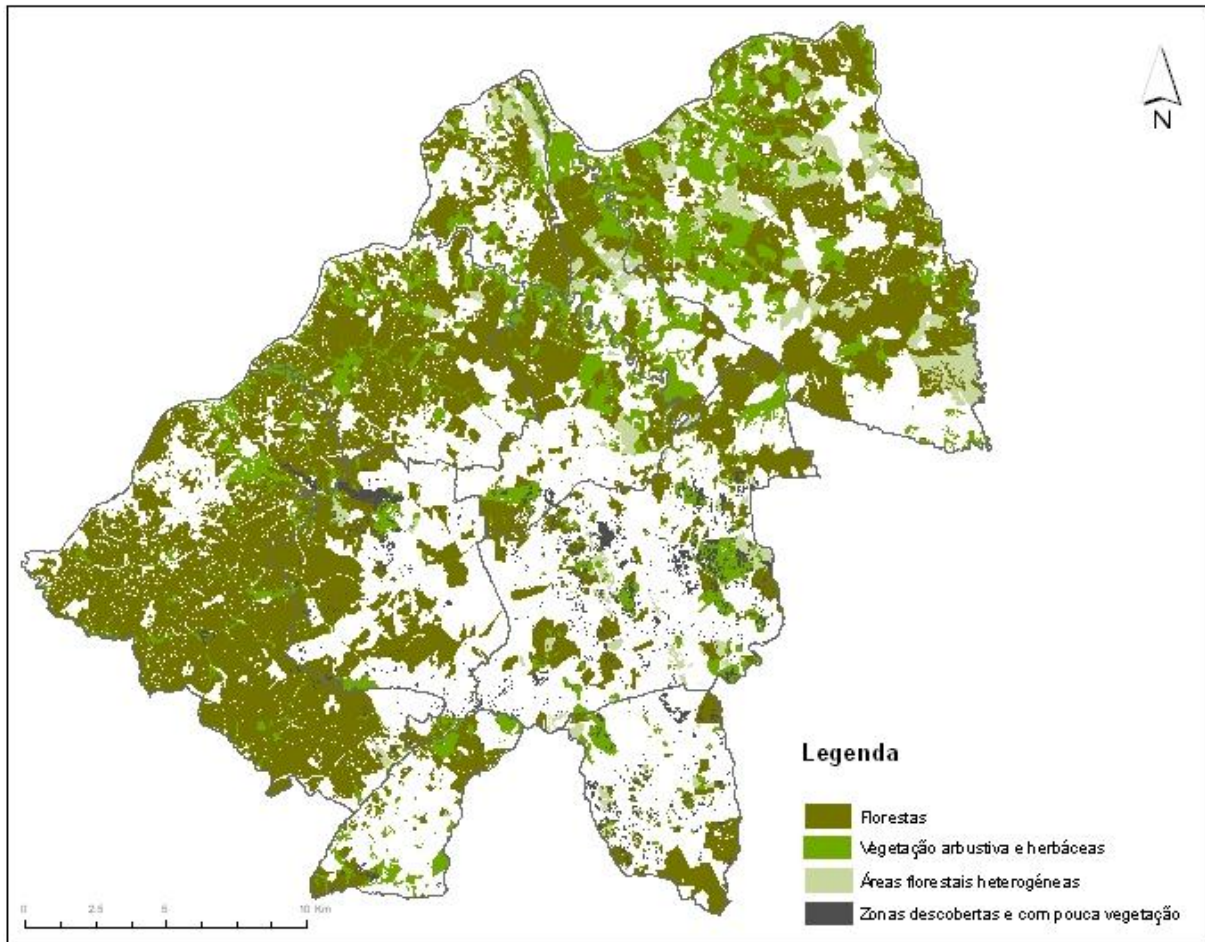 N
Legenda
Florestas
Vegetação arbustiva e herbáceas
Áreas florestais heterogéneas
Zonas descobertas e com pouca vegetação
0 2.5 5 10 Km